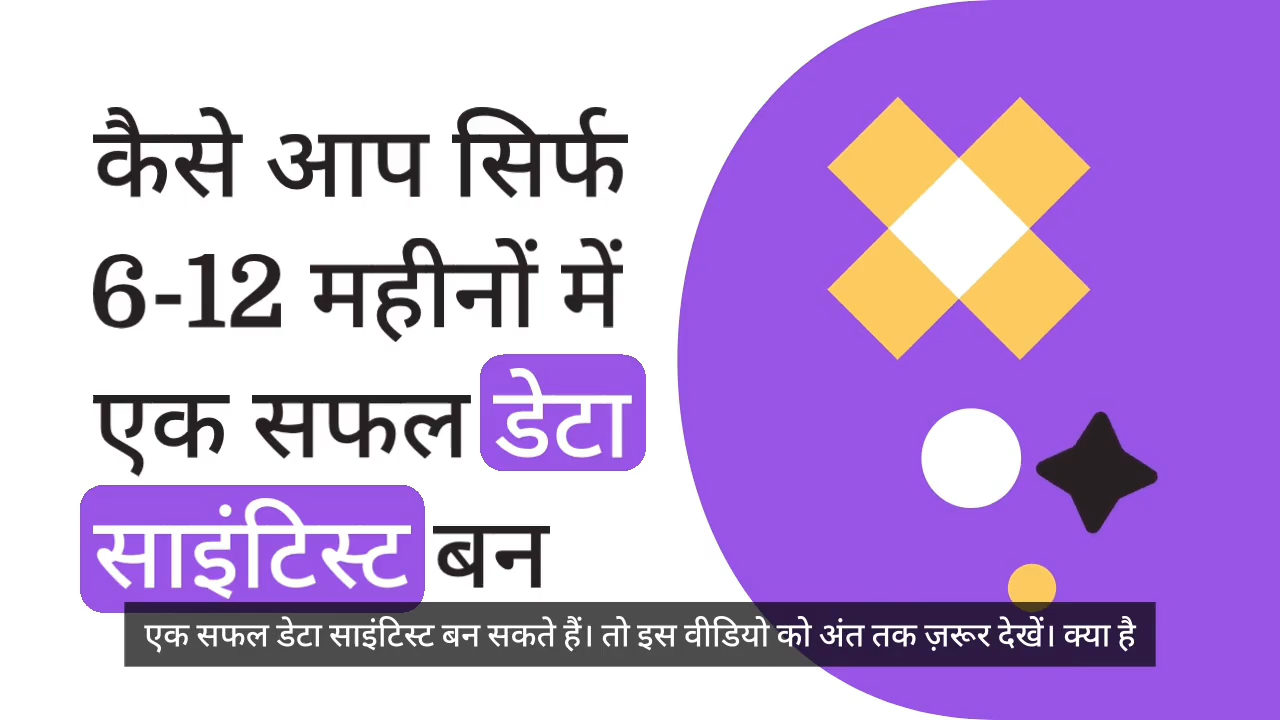 कैसे आप सिर्फ
6-12 महीनों में
एक सफल डेटा
साइंटिस्ट बन
एक सफल डेटा साइंटिस्ट बन सकते हैं। तो इस वीडियो को अंत तक ज़रूर देखें। क्या है